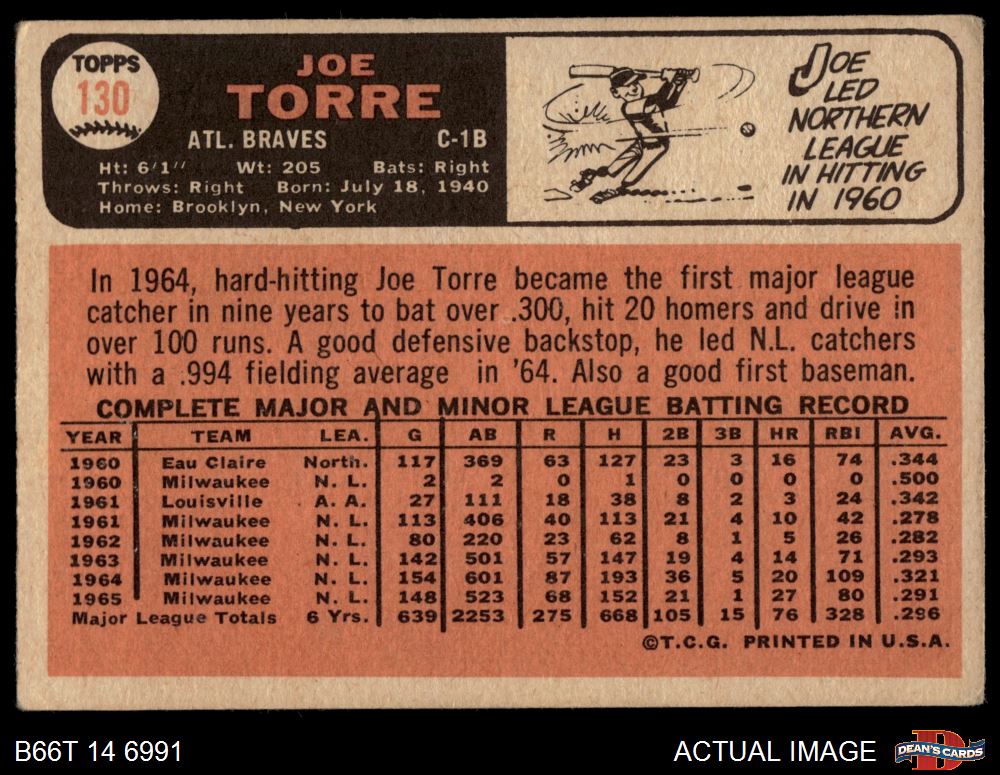 TOPPS
130
JOE
TORRE
ATL. BRAVES C-1B
Ht: 6'1" Wt: 205 Bats: Right
Throws: Right Born: July 18, 1940
Home: Brooklyn, New York
JOE
LED
NORTHERN
LEAGUE
IN HITTING
IN 1960
In 1964, hard-hitting Joe Torre became the first major league
catcher in nine years to bat over .300, hit 20 homers and drive in
over 100 runs. A good defensive backstop, he led N.L. catchers
with a .994 fielding average in '64. Also a good first baseman.
COMPLETE MAJOR AND MINOR LEAGUE BATTING RECORD
YEAR TEAM LEA. G AB R H 2B 3B HR RBI AVG.
1960 Eau Claire North. 117 369 63 127 23 3 16 74 .344
1960 Milwaukee N. L. 2 2 0 1 0 0 0 0 .500
1961 Louisville A. A. 27 111 18 38 8 2 3 24 .342
1961 Milwaukee N. L. 113 406 40 113 21 4 10 42 .278
1962 Milwaukee N. L. 80 220 23 62 8 1 5 26 .282
1963 Milwaukee N. L. 142 501 57 147 19 4 14 71 .293
1964 Milwaukee N. L. 154 601 87 193 36 5 20 109 .321
1965 Milwaukee N. L. 148 523 68 152 21 1 27 80 .291
Major League Totals 6 Yrs. 639 2253 275 668 105 15 76 328 .296
©T.C.G. PRINTED IN U.S.A.
B66T 14 6991
ACTUAL IMAGE
DEAN'S CARDS